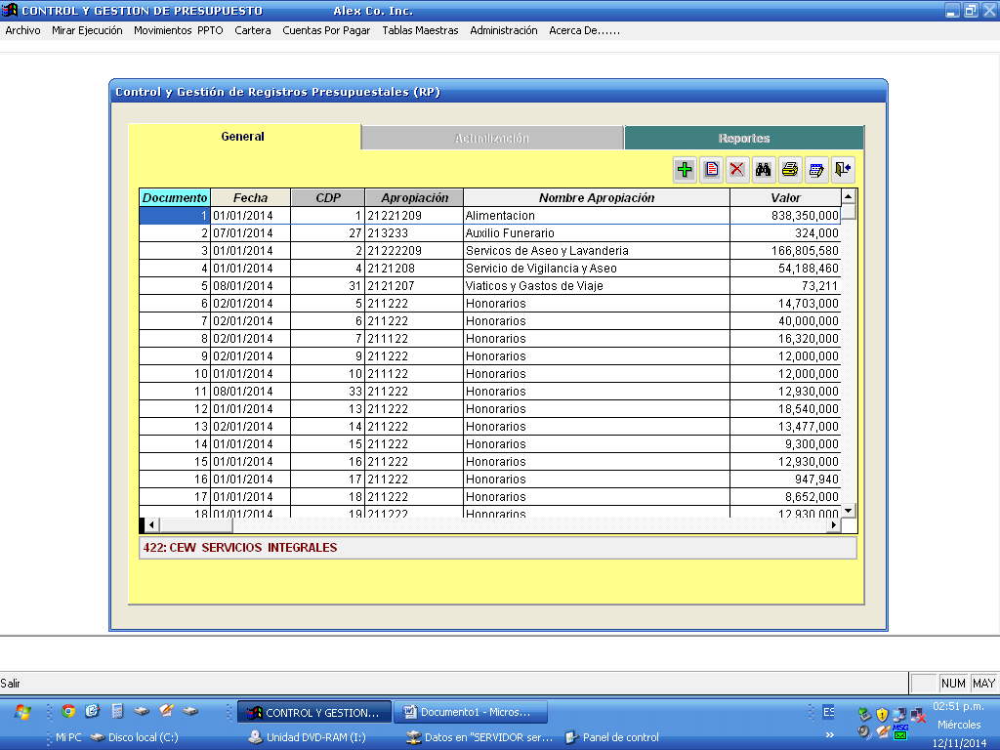 CONTROL Y GESTION DE PRESUPUESTO Alex Co. Inc.
Archivo Mirar Ejecución Movimientos PPTO Cartera Cuentas Por Pagar Tablas Maestras Administración Acerca De......
Control y Gestión de Registros Presupuestales (RP)
General Actualización Reportes
Documento Fecha CDP Apropiación Nombre Apropiación Valor
1 01/01/2014 1 21221209 Alimentacion 838,350,000
2 07/01/2014 27 213233 Auxilio Funerario 324,000
3 01/01/2014 2 21222209 Servicos de Aseo y Lavanderia 166,805,580
4 01/01/2014 4 2121208 Servicio de Vigilancia y Aseo 54,188,460
5 08/01/2014 31 2121207 Viaticos y Gastos de Viaje 73,211
6 02/01/2014 5 211222 Honorarios 14,703,000
7 02/01/2014 6 211222 Honorarios 40,000,000
8 02/01/2014 7 211122 Honorarios 16,320,000
9 02/01/2014 9 211222 Honorarios 12,000,000
10 01/01/2014 10 211122 Honorarios 12,000,000
11 08/01/2014 33 211222 Honorarios 12,930,000
12 01/01/2014 13 211222 Honorarios 18,540,000
13 02/01/2014 14 211222 Honorarios 13,477,000
14 01/01/2014 15 211222 Honorarios 9,300,000
15 01/01/2014 16 211222 Honorarios 12,930,000
16 01/01/2014 17 211222 Honorarios 947,940
17 01/01/2014 18 211222 Honorarios 8,652,000
18 01/01/2014 19 211222 Honorarios 12,930,000
422: CEW SERVICIOS INTEGRALES
Salir NUM MAY
CONTROL Y GESTION... Documento1 - Micros... ES 02:51 p.m.
Miércoles
MSG
Mi PC Disco local (C:) Unidad DVD-RAM (I:) Datos en "SERVIDOR ser... Panel de control » 12/11/2014